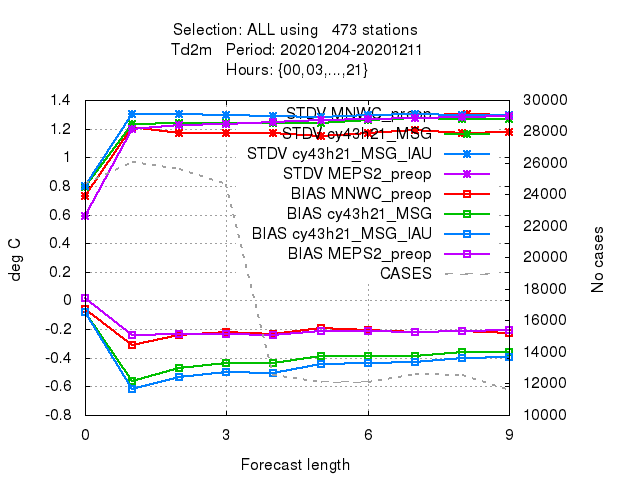 Selection: ALL using 473 stations
Td2m Period: 20201204-20201211
Hours: {00,03,...,21}
1.4
1.2
1
0.8
0.6
0.4
0.2
0
-0.2
-0.4
-0.6
-0.8
deg C
STDV MNWC_preop
STDV cy43h21_MSG
STDV cy43h21_MSG_IAU
STDV MEPS2_preop
BIAS MNWC_preop
BIAS cy43h21_MSG
BIAS cy43h21_MSG_IAU
BIAS MEPS2_preop
CASES
30000
28000
26000
24000
22000
20000
18000
16000
14000
12000
10000
No cases
0 3 6 9
Forecast length